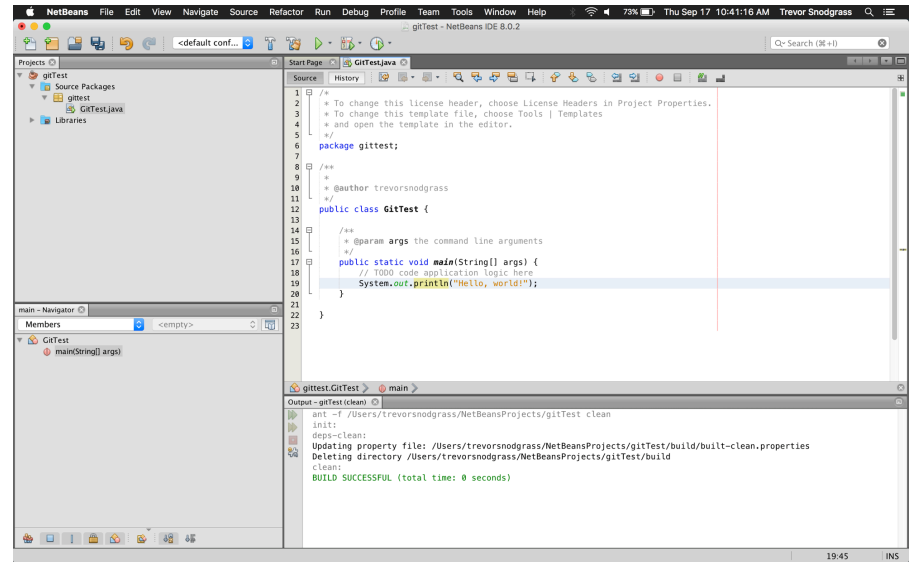 NetBeans File Edit View Navigate Source Refactor Run Debug Profile Team Tools Window Help 73% Thu Sep 17 10:41:16 AM Trevor Snodgrass
gitTest - NetBeans IDE 8.0.2
<default conf... Search (⌘+I)
Projects
gitTest
Source Packages
gittest
GitTest.java
Libraries
main - Navigator
Members <empty>
GitTest
main(String[] args)
Start Page GitTest.java
Source History
1 /*
2 * To change this license header, choose License Headers in Project Properties.
3 * To change this template file, choose Tools | Templates
4 * and open the template in the editor.
5 */
6 package gittest;
7
8 /**
9 *
10 * @author trevorsnodgrass
11 */
12 public class GitTest {
13
14 /**
15 * @param args the command line arguments
16 */
17 public static void main(String[] args) {
18 // TODO code application logic here
19 System.out.println("Hello, world!");
20 }
21
22 }
23
gittest.GitTest main
Output - gitTest (clean)
ant -f /Users/trevorsnodgrass/NetBeansProjects/gitTest clean
init:
deps-clean:
Updating property file: /Users/trevorsnodgrass/NetBeansProjects/gitTest/build/built-clean.properties
Deleting directory /Users/trevorsnodgrass/NetBeansProjects/gitTest/build
clean:
BUILD SUCCESSFUL (total time: 0 seconds)
19:45 INS